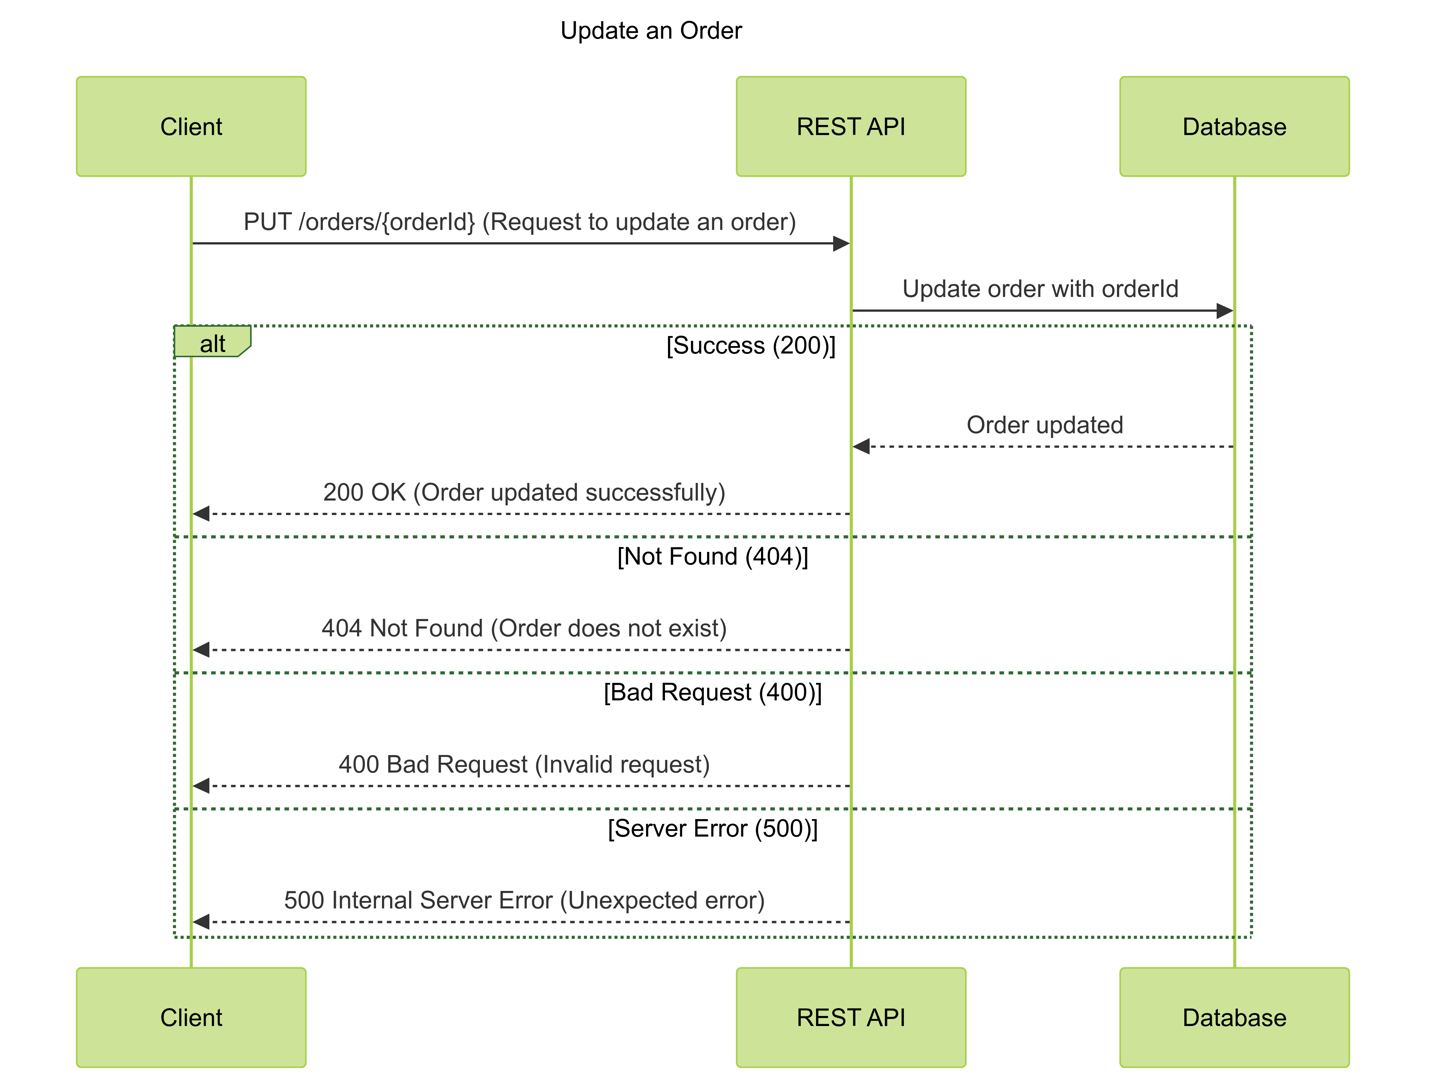 Update an Order
Client
REST API
Database
PUT /orders/{orderId} (Request to update an order)
Update order with orderId
alt
[Success (200)]
Order updated
200 OK (Order updated successfully)
[Not Found (404)]
404 Not Found (Order does not exist)
[Bad Request (400)]
400 Bad Request (Invalid request)
[Server Error (500)]
500 Internal Server Error (Unexpected error)
Client
REST API
Database